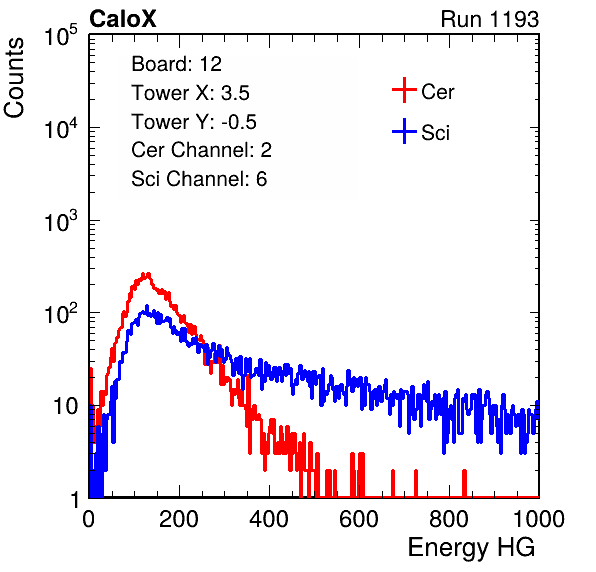 CaloX Run 1193
Counts
10^5
10^4
10^3
10^2
10
1
Board: 12
Tower X: 3.5
Tower Y: -0.5
Cer Channel: 2
Sci Channel: 6
Cer
Sci
0 200 400 600 800 1000
Energy HG